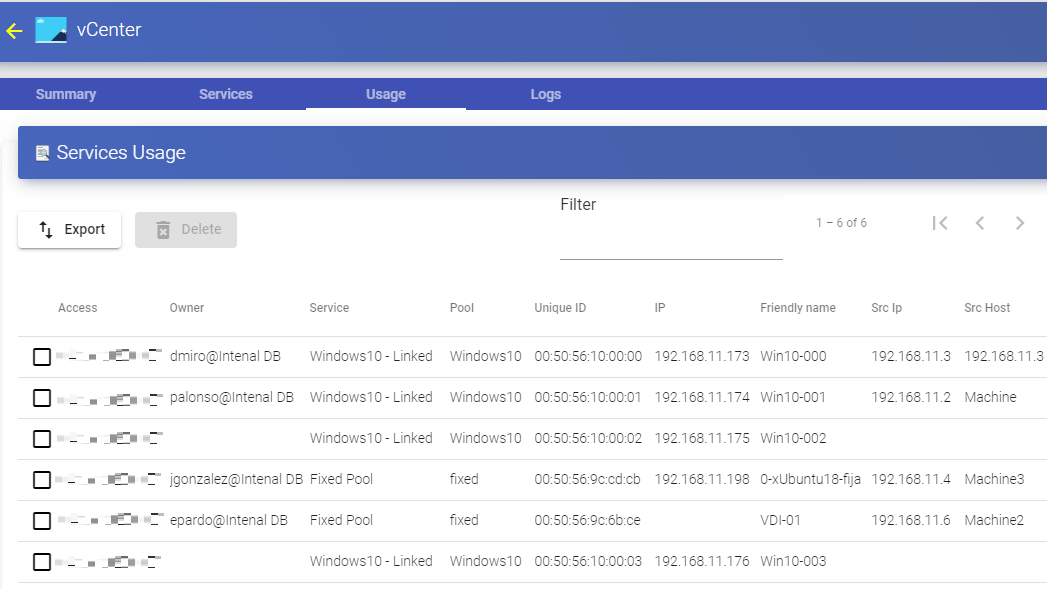 vCenter
Summary Services Usage Logs
Services Usage
Filter
Export Delete 1 – 6 of 6
Access Owner Service Pool Unique ID IP Friendly name Src Ip Src Host
dmiro@Intenal DB Windows10 - Linked Windows10 00:50:56:10:00:00 192.168.11.173 Win10-000 192.168.11.3 192.168.11.3
palonso@Intenal DB Windows10 - Linked Windows10 00:50:56:10:00:01 192.168.11.174 Win10-001 192.168.11.2 Machine
Windows10 - Linked Windows10 00:50:56:10:00:02 192.168.11.175 Win10-002
jgonzalez@Intenal DB Fixed Pool fixed 00:50:56:9c:cd:cb 192.168.11.198 0-xUbuntu18-fija 192.168.11.4 Machine3
epardo@Intenal DB Fixed Pool fixed 00:50:56:9c:6b:ce VDI-01 192.168.11.6 Machine2
Windows10 - Linked Windows10 00:50:56:10:00:03 192.168.11.176 Win10-003